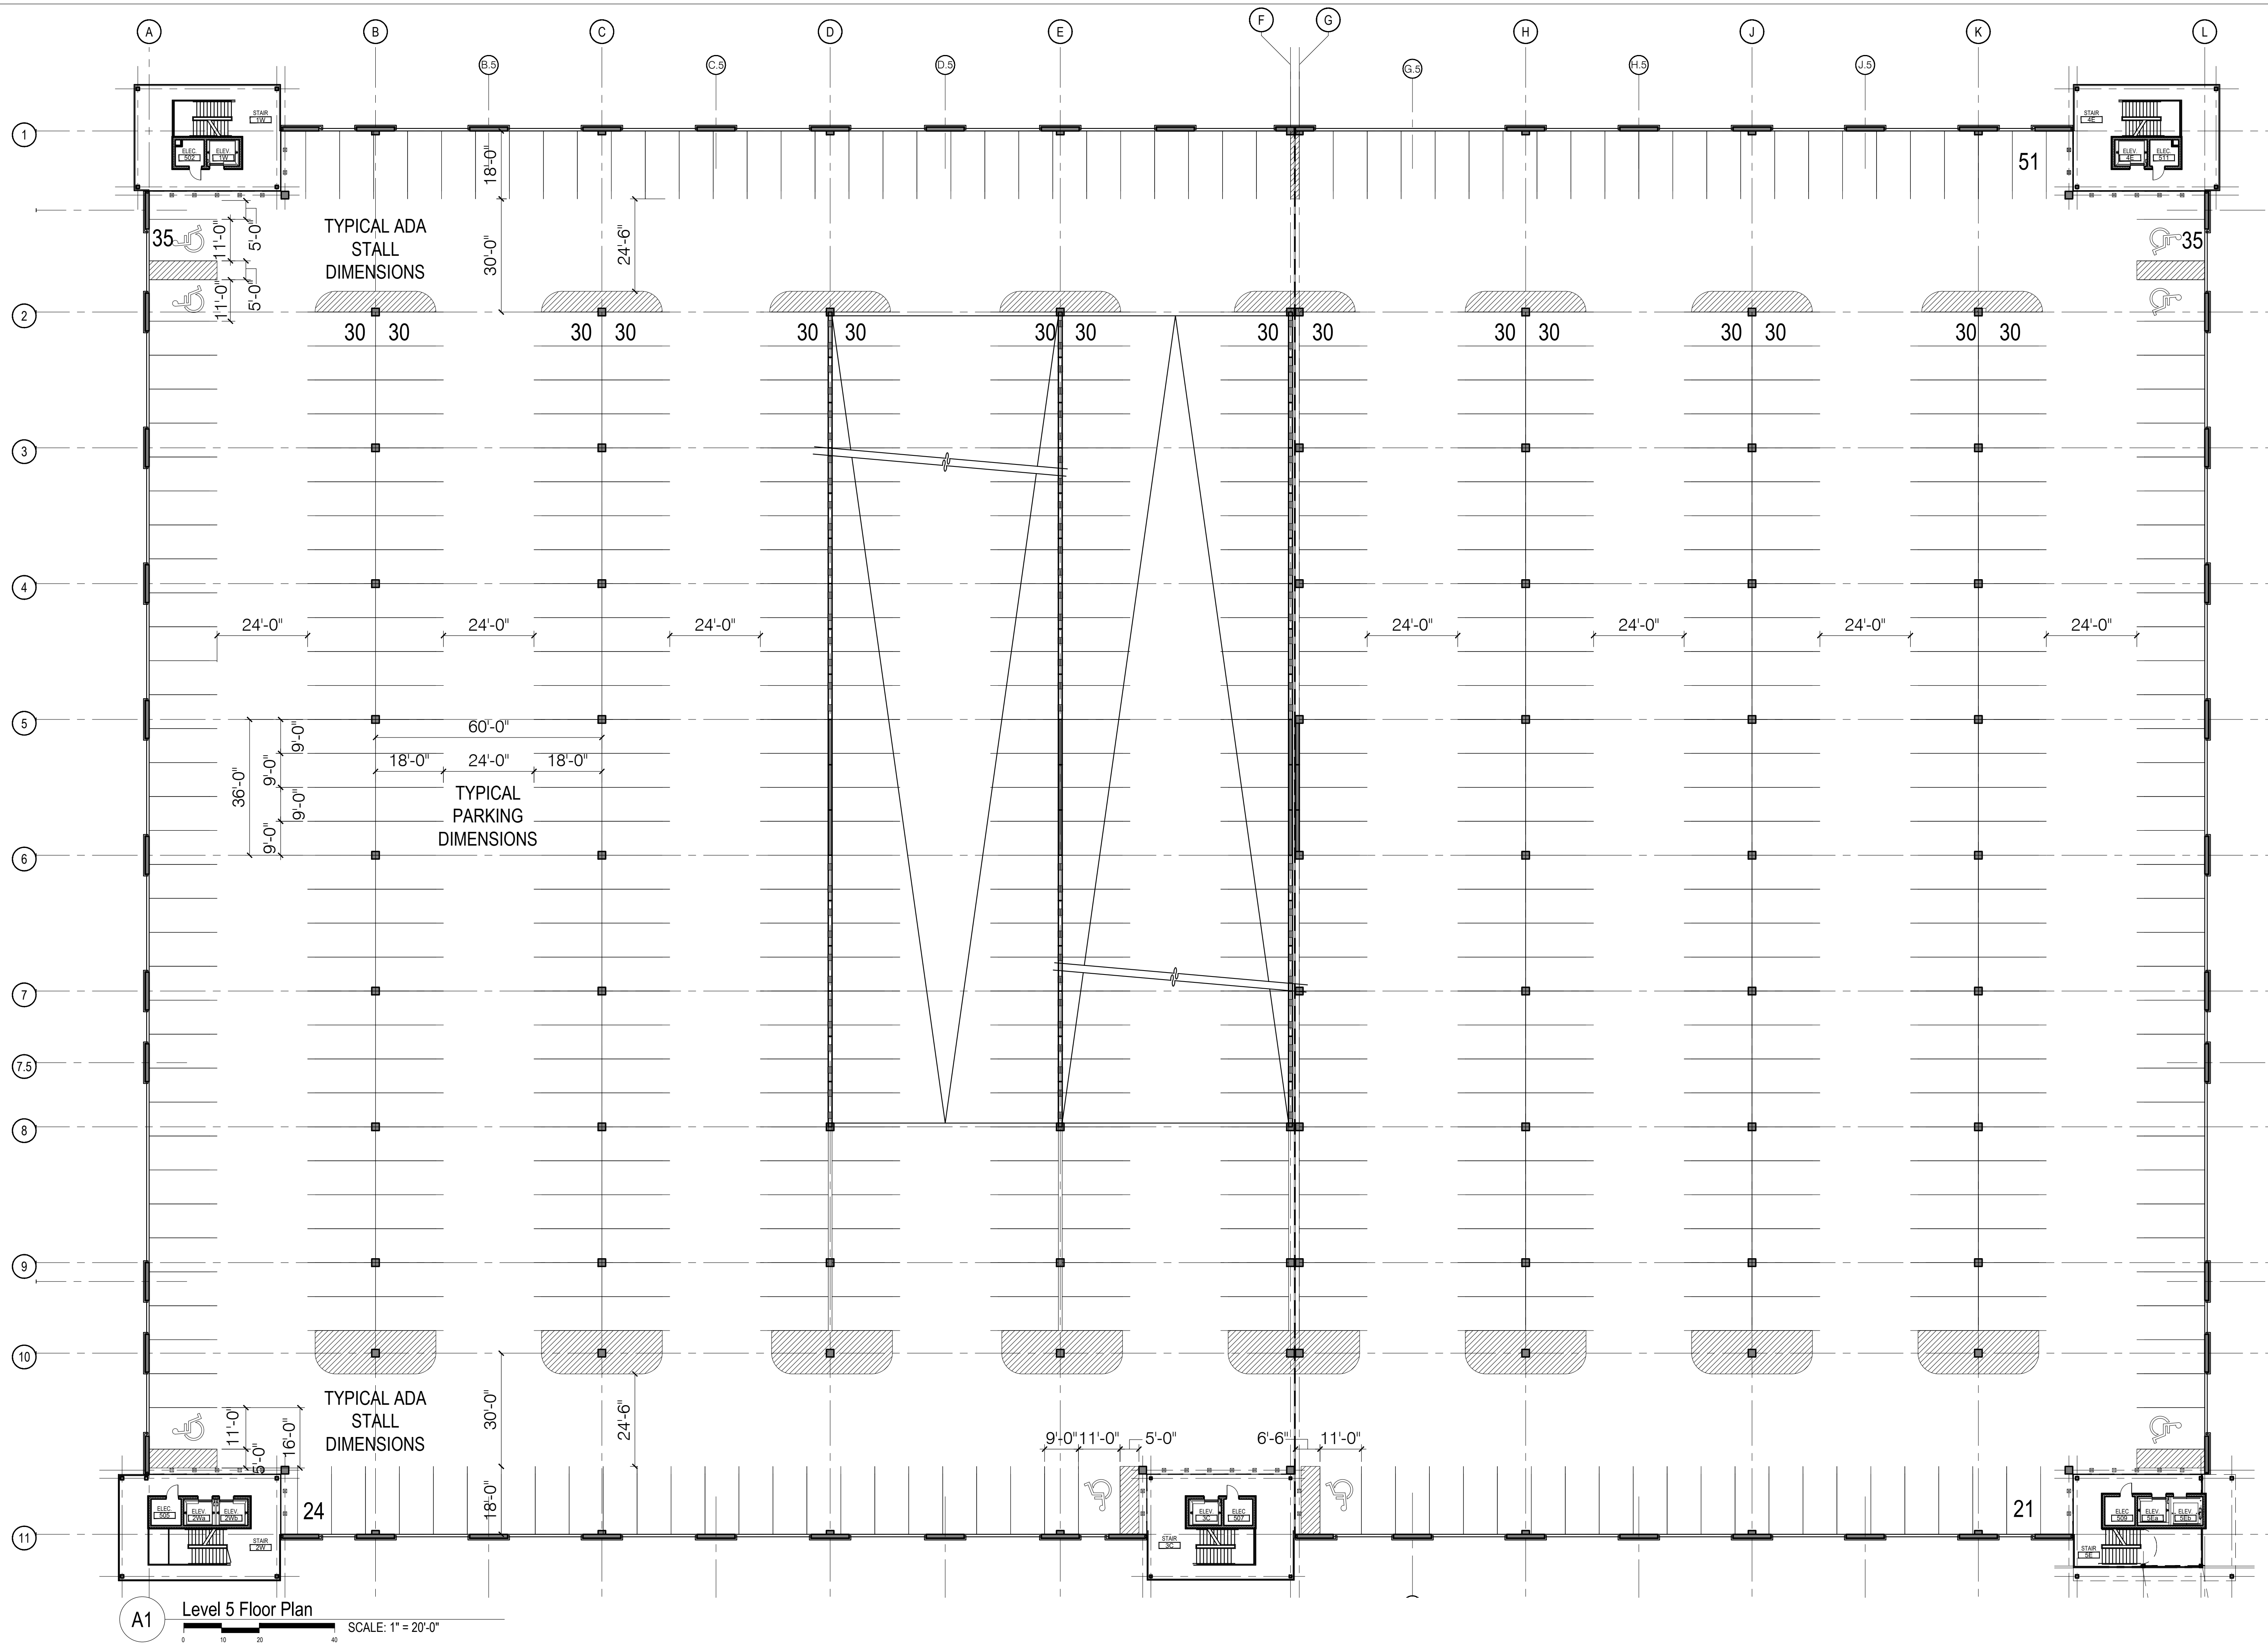 A
B
C
D
E
F
G
H
J
K
L
B.5
C.5
D.5
G.5
H.5
J.5
1
STAIR
1W
ELEC.
502
ELEV.
1W
STAIR
4E
ELEV.
4E
ELEC.
511
18'-0"
51
35
11'-0"
5'-0"
11'-0"
5'-0"
TYPICAL ADA
STALL
DIMENSIONS
30'-0"
24'-6"
35
2
30 30
30 30
30 30
30 30
30 30
30 30
30 30
30 30
3
4
24'-0"
24'-0"
24'-0"
24'-0"
24'-0"
24'-0"
24'-0"
5
60'-0"
18'-0"
24'-0"
18'-0"
36'-0"
9'-0"
9'-0"
9'-0"
9'-0"
TYPICAL
PARKING
DIMENSIONS
6
7
7.5
8
9
10
TYPICAL ADA
STALL
DIMENSIONS
11'-0"
5'-0"
16'-0"
30'-0"
24'-6"
18'-0"
9'-0"
11'-0"
5'-0"
6'-6"
11'-0"
24
21
11
ELEC.
505
ELEV.
2Wa
ELEV.
2Wb
STAIR
2W
ELEV.
3C
ELEC.
507
STAIR
3C
ELEC.
509
ELEV.
5Ea
ELEV.
5Eb
STAIR
5E
A1
Level 5 Floor Plan
SCALE: 1" = 20'-0"
0 10 20 40